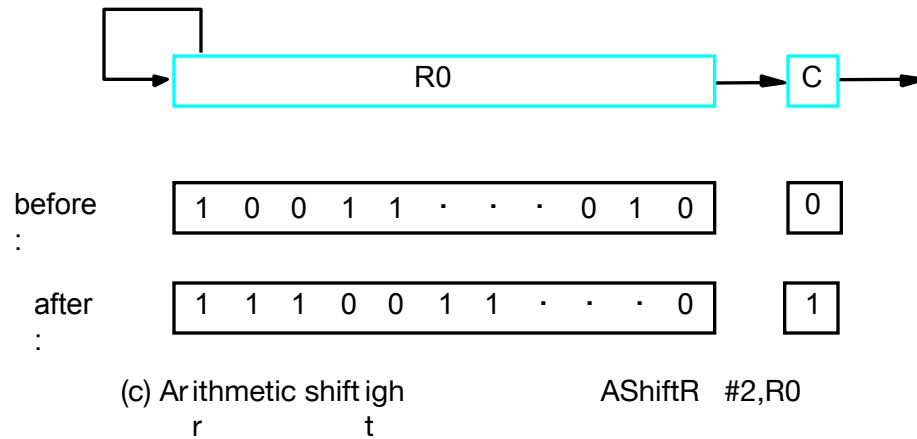 R0 C
before 1 0 0 1 1 · · · 0 1 0 0
:
after 1 1 1 0 0 1 1 · · · 0 1
:
(c) Ar ithmetic shift igh AShiftR #2,R0
r t